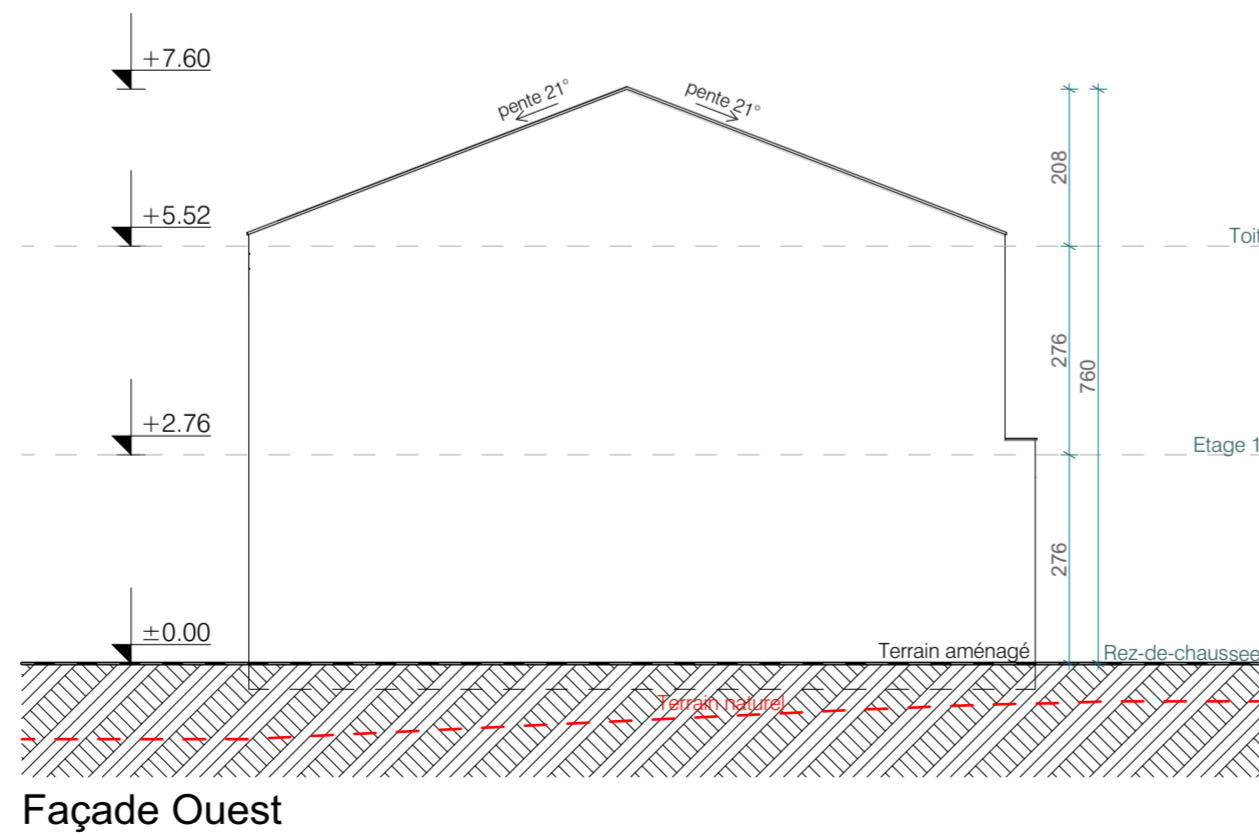 +7.60
pente 21°
pente 21°
208
+5.52
Toit
276
760
+2.76
Etage 1
276
±0.00
Terrain aménagé
Rez-de-chaussee
Terrain naturel
Façade Ouest